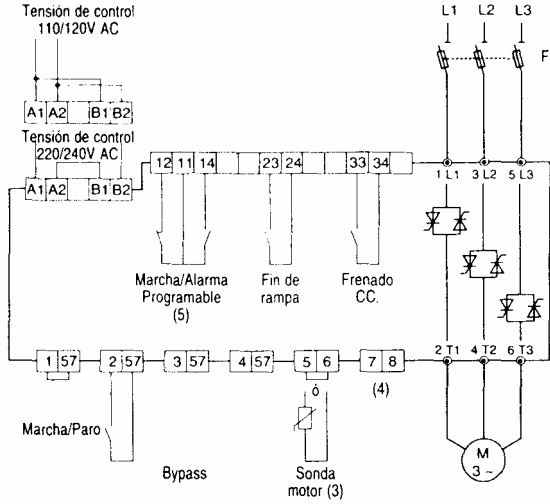 Tensión de control
110/120V AC
A1 A2 B1 B2
Tensión de control
220/240V AC
A1 A2 B1 B2
L1 L2 L3
F
12 11 14 23 24 33 34
1 L1 3 L2 5 L3
Marcha/Alarma
Programable
(5)
Fin de
rampa
Frenado
CC.
1 57 2 57 3 57 4 57 5 6 7 8
2 T1 4 T2 6 T3
ó
(4)
Marcha/Paro
Bypass
Sonda
motor (3)
M
3 ~